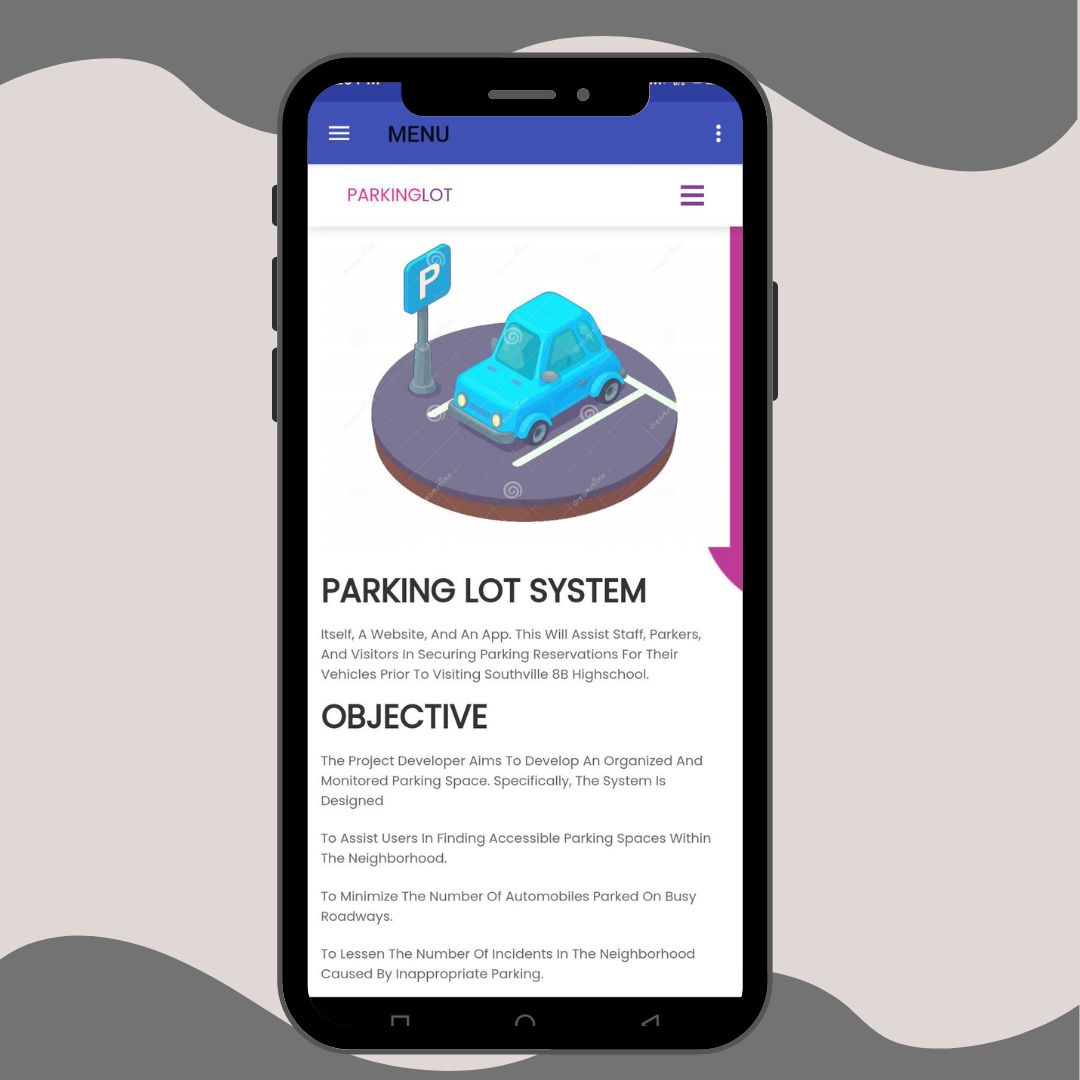 MENU
PARKINGLOT
P
dreamstime
PARKING LOT SYSTEM
Itself, A Website, And An App. This Will Assist Staff, Parkers,
And Visitors In Securing Parking Reservations For Their
Vehicles Prior To Visiting Southville 8B Highschool.
OBJECTIVE
The Project Developer Aims To Develop An Organized And
Monitored Parking Space. Specifically, The System Is
Designed
To Assist Users In Finding Accessible Parking Spaces Within
The Neighborhood.
To Minimize The Number Of Automobiles Parked On Busy
Roadways.
To Lessen The Number Of Incidents In The Neighborhood
Caused By Inappropriate Parking.